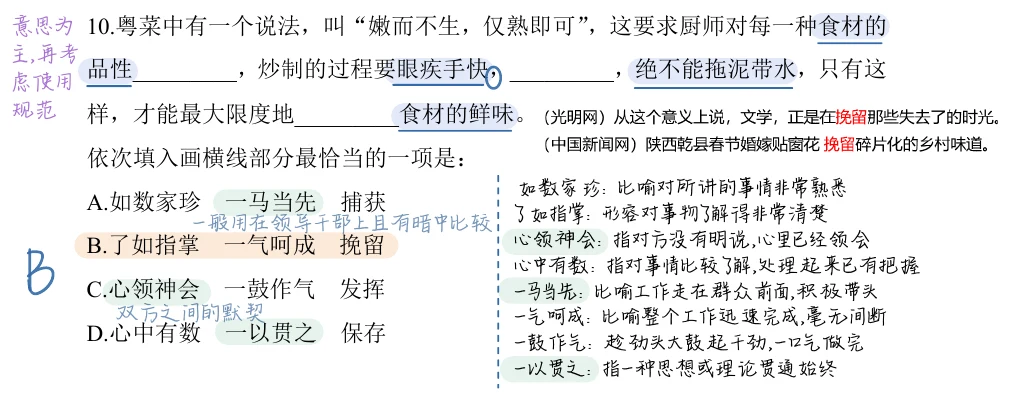 意思为
主,再考
虑使用
规范
10.粤菜中有一个说法，叫“嫩而不生，仅熟即可”，这要求厨师对每一种食材的
品性_________，炒制的过程要眼疾手快，_________，绝不能拖泥带水，只有这
样，才能最大限度地_________食材的鲜味。
（光明网）从这个意义上说，文学，正是在挽留那些失去了的时光。
（中国新闻网）陕西乾县春节婚嫁贴窗花 挽留碎片化的乡村味道。
依次填入画横线部分最恰当的一项是：
A.如数家珍 一马当先 捕获
一般用在领导干部上且有暗中比较
B.了如指掌 一气呵成 挽留
B
C.心领神会 一鼓作气 发挥
双方之间的默契
D.心中有数 一以贯之 保存
如数家珍：比喻对所讲的事情非常熟悉
了如指掌：形容对事物了解得非常清楚
心领神会：指对方没有明说,心里已经领会
心中有数：指对事情比较了解,处理起来已有把握
一马当先：比喻工作走在群众前面,积极带头
一气呵成：比喻整个工作迅速完成,毫无间断
一鼓作气：趁劲头大鼓起干劲,一口气做完
一以贯之：指一种思想或理论贯通始终